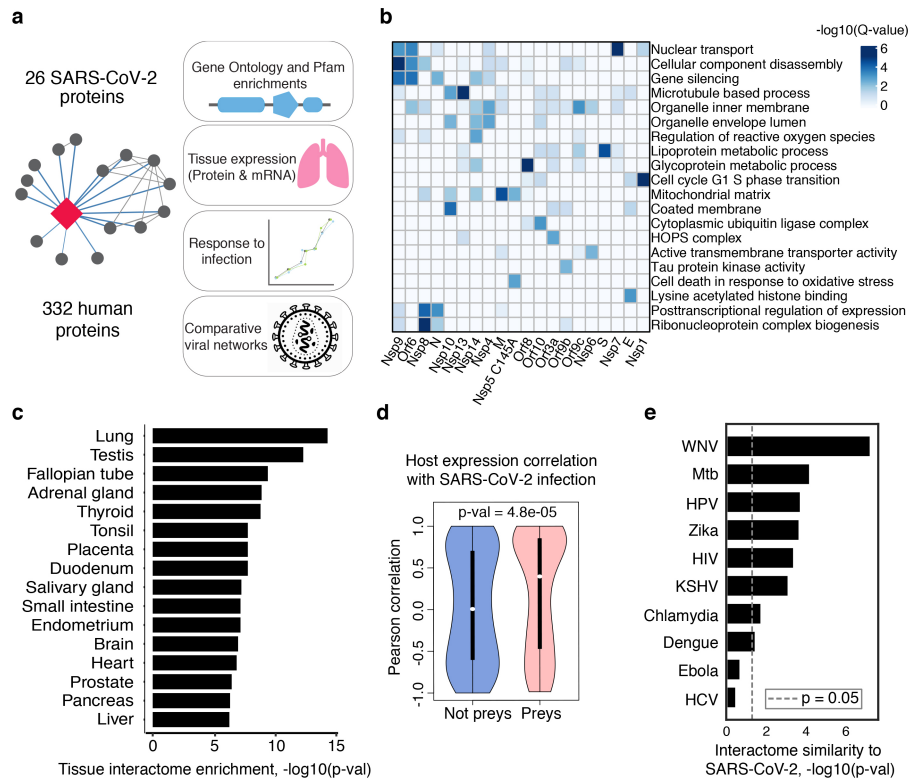 a
26 SARS-CoV-2
proteins
332 human
proteins
Gene Ontology and Pfam
enrichments
Tissue expression
(Protein & mRNA)
Response to
infection
Comparative
viral networks
b
-log10(Q-value)
6
4
2
0
Nuclear transport
Cellular component disassembly
Gene silencing
Microtubule based process
Organelle inner membrane
Organelle envelope lumen
Regulation of reactive oxygen species
Lipoprotein metabolic process
Glycoprotein metabolic process
Cell cycle G1 S phase transition
Mitochondrial matrix
Coated membrane
Cytoplasmic ubiquitin ligase complex
HOPS complex
Active transmembrane transporter activity
Tau protein kinase activity
Cell death in response to oxidative stress
Lysine acetylated histone binding
Posttranscriptional regulation of expression
Ribonucleoprotein complex biogenesis
Nsp9
Orf6
Nsp8
N
Nsp10
Nsp13
Nsp14
Nsp4
M
Nsp5 C145A
Orf8
Orf10
Orf3a
Orf9b
Orf9c
Nsp6
S
Nsp7
E
Nsp1
c
Lung
Testis
Fallopian tube
Adrenal gland
Thyroid
Tonsil
Placenta
Duodenum
Salivary gland
Small intestine
Endometrium
Brain
Heart
Prostate
Pancreas
Liver
0 5 10 15
Tissue interactome enrichment, -log10(p-val)
d
Host expression correlation
with SARS-CoV-2 infection
p-val = 4.8e-05
Pearson correlation
1.0
0.5
0.0
-0.5
-1.0
Not preys Preys
e
WNV
Mtb
HPV
Zika
HIV
KSHV
Chlamydia
Dengue
Ebola
HCV
p = 0.05
0 2 4 6
Interactome similarity to
SARS-CoV-2, -log10(p-val)